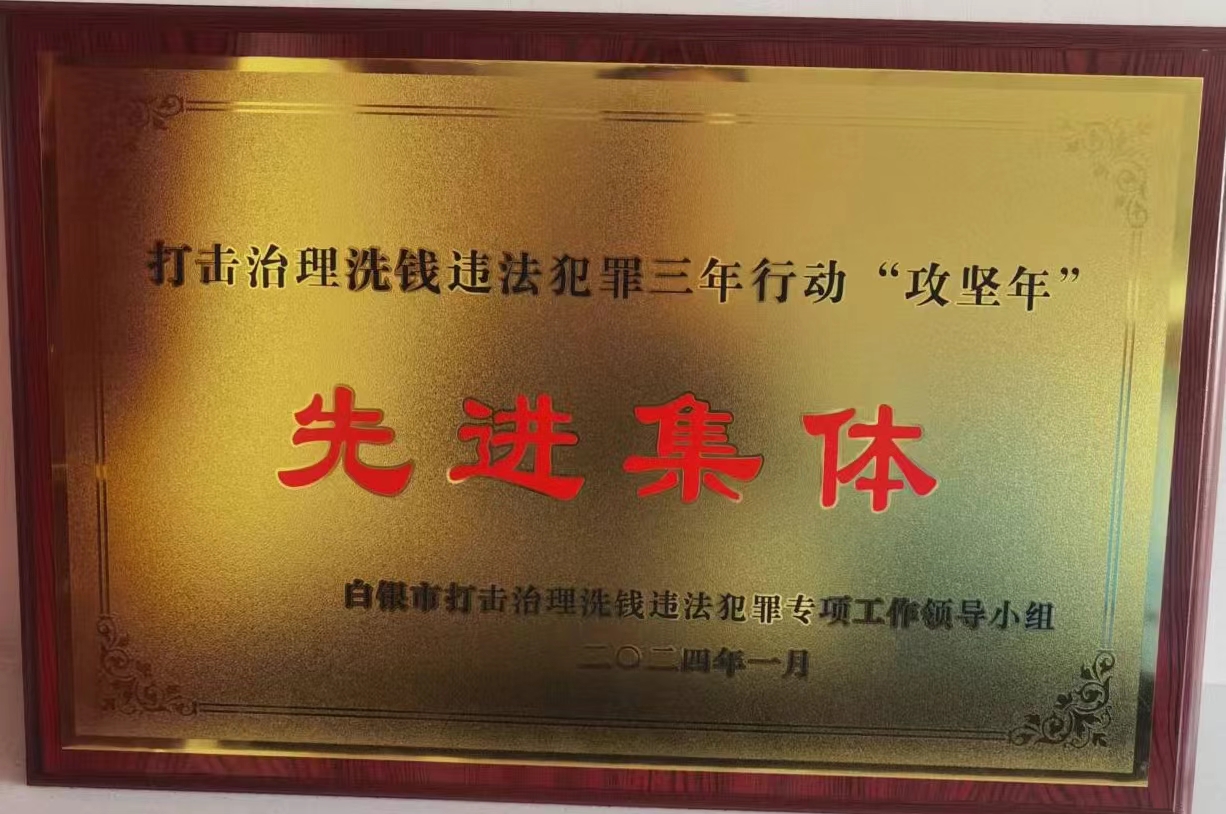 打击治理洗钱违法犯罪三年行动“攻坚年”
先进集体
白银市打击治理洗钱违法犯罪专项工作领导小组
二〇二四年一月